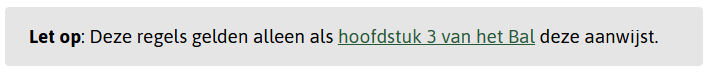 Let op: Deze regels gelden alleen als hoofdstuk 3 van het Bal deze aanwijst.